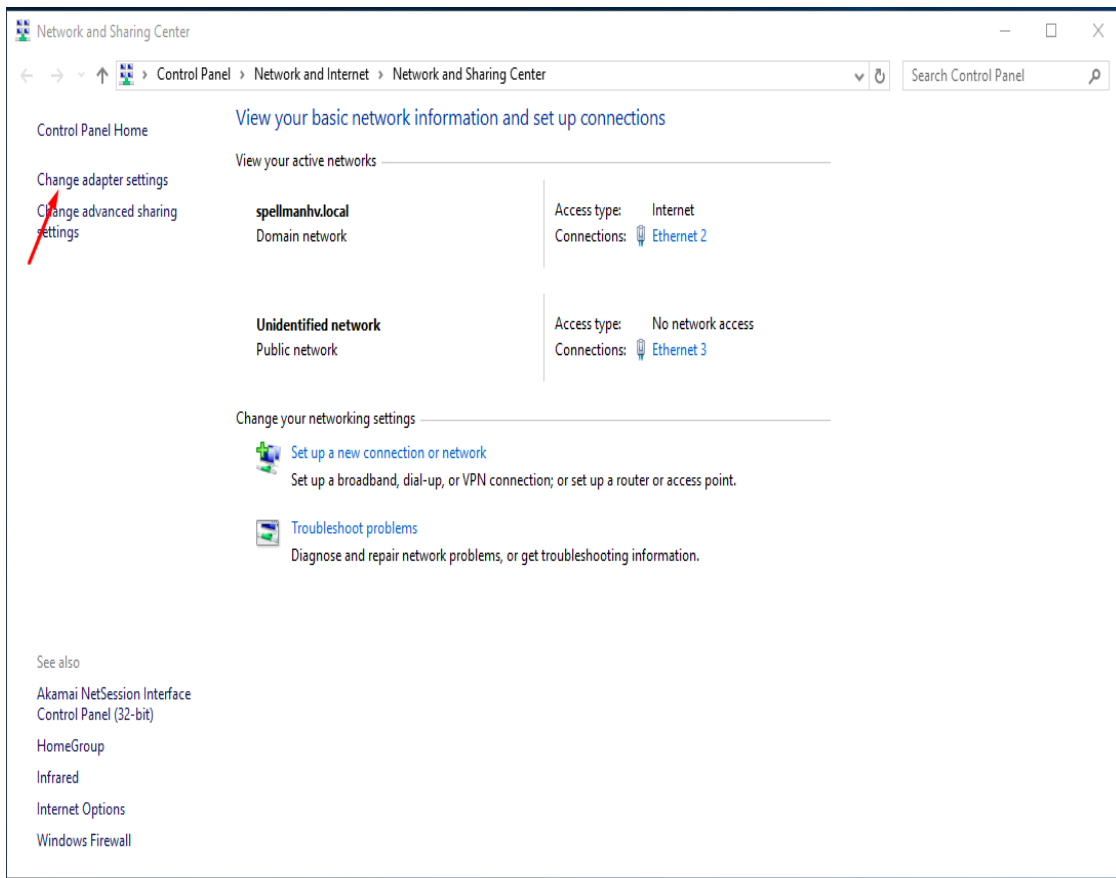 Network and Sharing Center
Control Panel > Network and Internet > Network and Sharing Center
Search Control Panel
Control Panel Home
Change adapter settings
Change advanced sharing
settings
View your basic network information and set up connections
View your active networks
spellmanhv.local
Domain network
Access type: Internet
Connections: Ethernet 2
Unidentified network
Public network
Access type: No network access
Connections: Ethernet 3
Change your networking settings
Set up a new connection or network
Set up a broadband, dial-up, or VPN connection; or set up a router or access point.
Troubleshoot problems
Diagnose and repair network problems, or get troubleshooting information.
See also
Akamai NetSession Interface
Control Panel (32-bit)
HomeGroup
Infrared
Internet Options
Windows Firewall